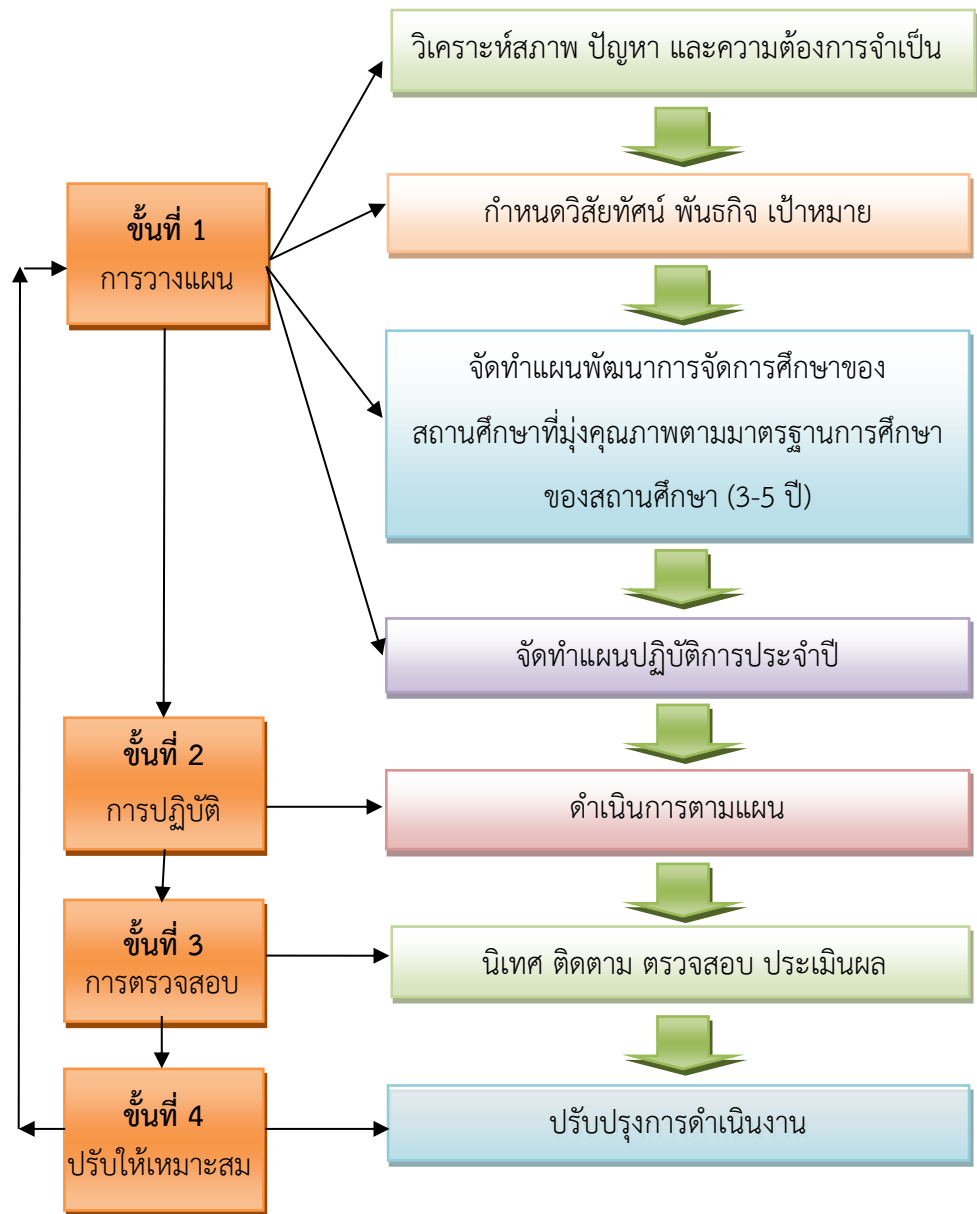 วิเคราะห์สภาพ ปัญหา และความต้องการจำเป็น
ขั้นที่ 1
การวางแผน
กำหนดวิสัยทัศน์ พันธกิจ เป้าหมาย
จัดทำแผนพัฒนาการจัดการศึกษาของ
สถานศึกษาที่มุ่งคุณภาพตามมาตรฐานการศึกษา
ของสถานศึกษา (3-5 ปี)
จัดทำแผนปฏิบัติการประจำปี
ขั้นที่ 2
การปฏิบัติ
ดำเนินการตามแผน
ขั้นที่ 3
การตรวจสอบ
นิเทศ ติดตาม ตรวจสอบ ประเมินผล
ขั้นที่ 4
ปรับให้เหมาะสม
ปรับปรุงการดำเนินงาน